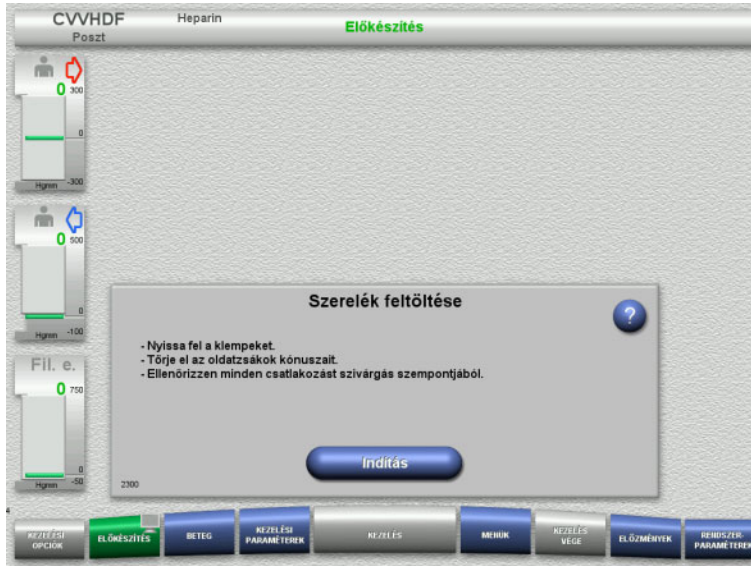 CVVHDF
Heparin
Előkészítés
Poszt
0
300
0
-300
Hgmm
0
500
0
-100
Hgmm
Fil. e.
0
750
0
-50
Hgmm
Szerelék feltöltése
?
- Nyissa fel a klempeket.
- Törje el az oldatzsákok kónuszait.
- Ellenőrizzen minden csatlakozást szivárgás szempontjából.
Indítás
2300
4
KEZELÉSI
OPCIÓK
ELŐKÉSZÍTÉS
BETEG
KEZELÉSI
PARAMÉTEREK
KEZELÉS
MENÜK
KEZELÉS
VÉGE
ELŐZMÉNYEK
RENDSZER-
PARAMÉTEREK